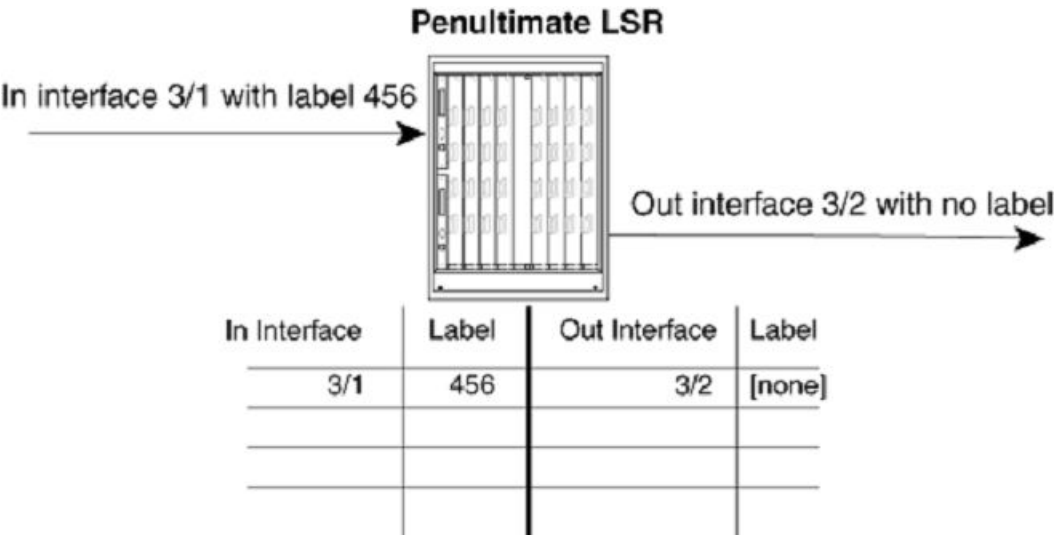 Penultimate LSR
In interface 3/1 with label 456
Out interface 3/2 with no label
In Interface Label Out Interface Label
3/1 456 3/2 [none]